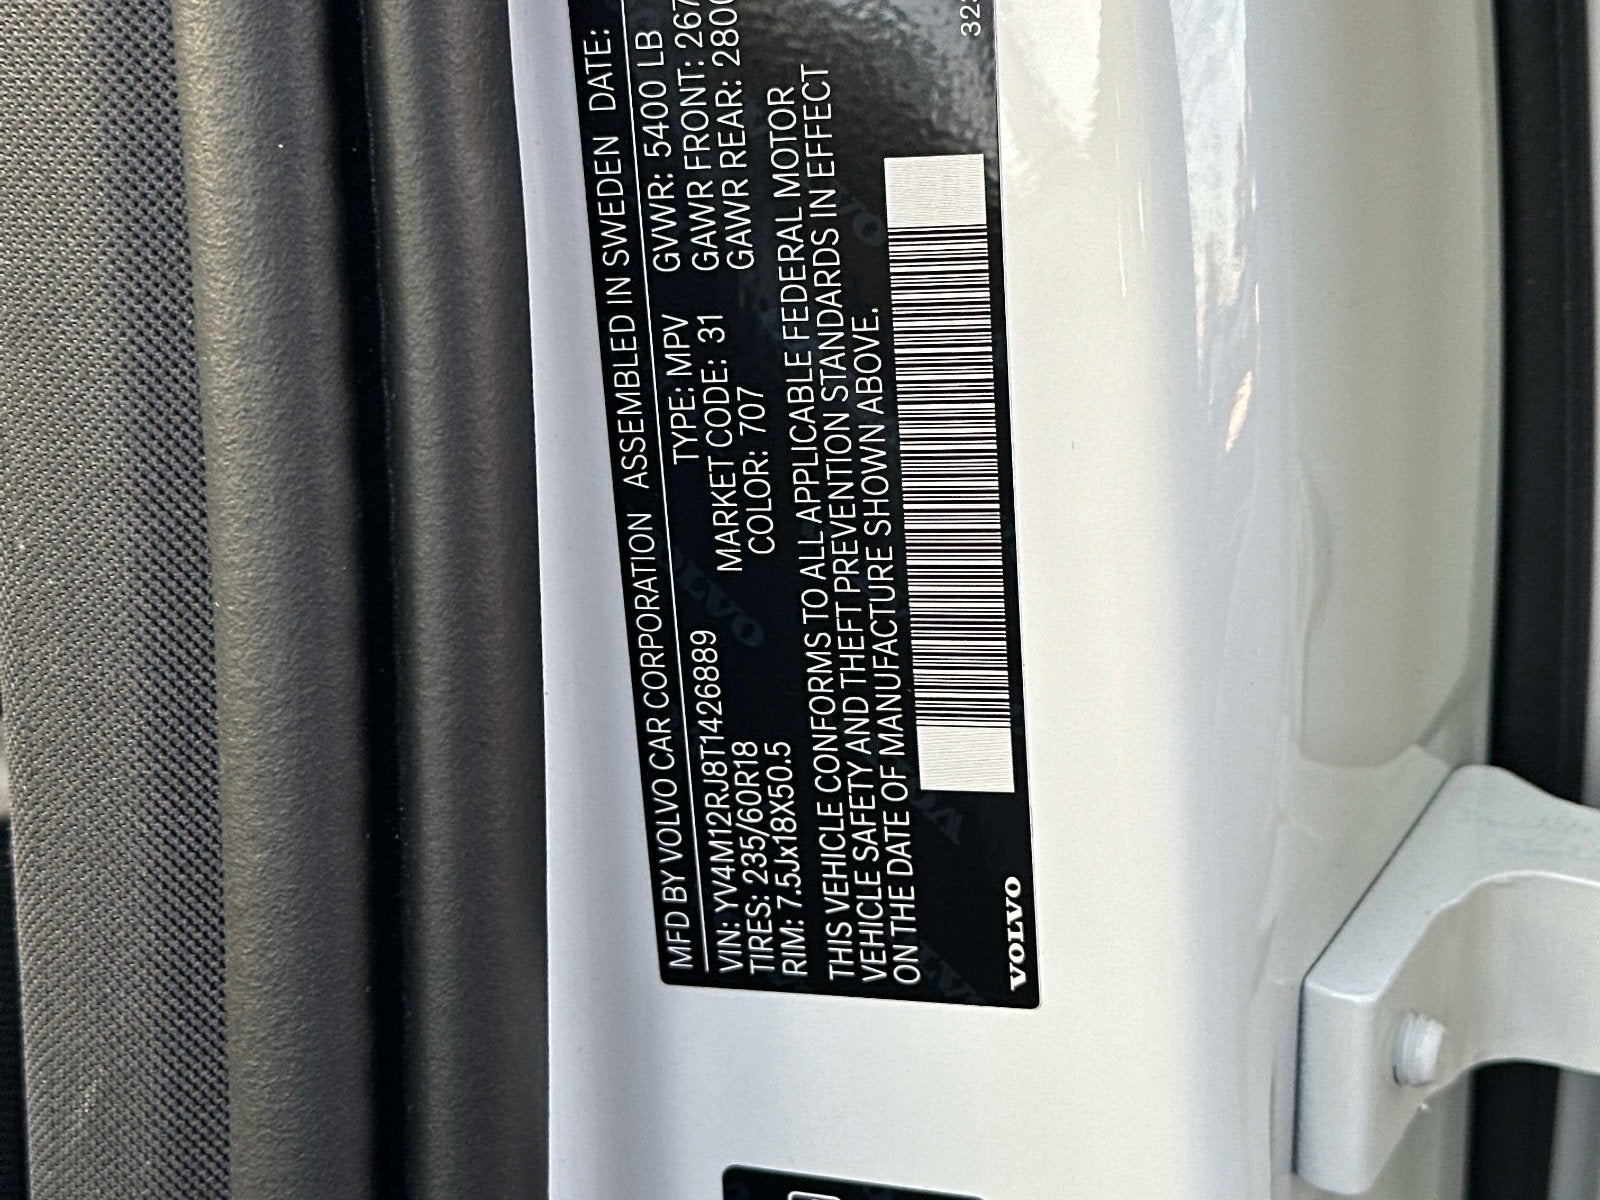 MFD BY VOLVO CAR CORPORATION ASSEMBLED IN SWEDEN DATE:
VIN: YV4M12RJ8T1426889 TYPE: MPV GVWR: 5400 LB
TIRES: 235/60R18 MARKET CODE: 31 GAWR FRONT: 267
RIM: 7.5Jx18X50.5 COLOR: 707 GAWR REAR: 280
THIS VEHICLE CONFORMS TO ALL APPLICABLE FEDERAL MOTOR
VEHICLE SAFETY AND THEFT PREVENTION STANDARDS IN EFFECT
ON THE DATE OF MANUFACTURE SHOWN ABOVE.
VOLVO